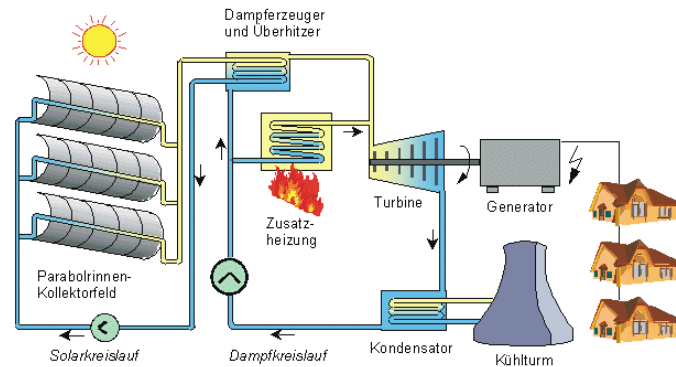 Dampferzeuger
und Überhitzer
Turbine
Generator
Zusatz-
heizung
Parabolrinnen-
Kollektorfeld
Solarkreislauf
Dampfkreislauf
Kondensator
Kühlturm